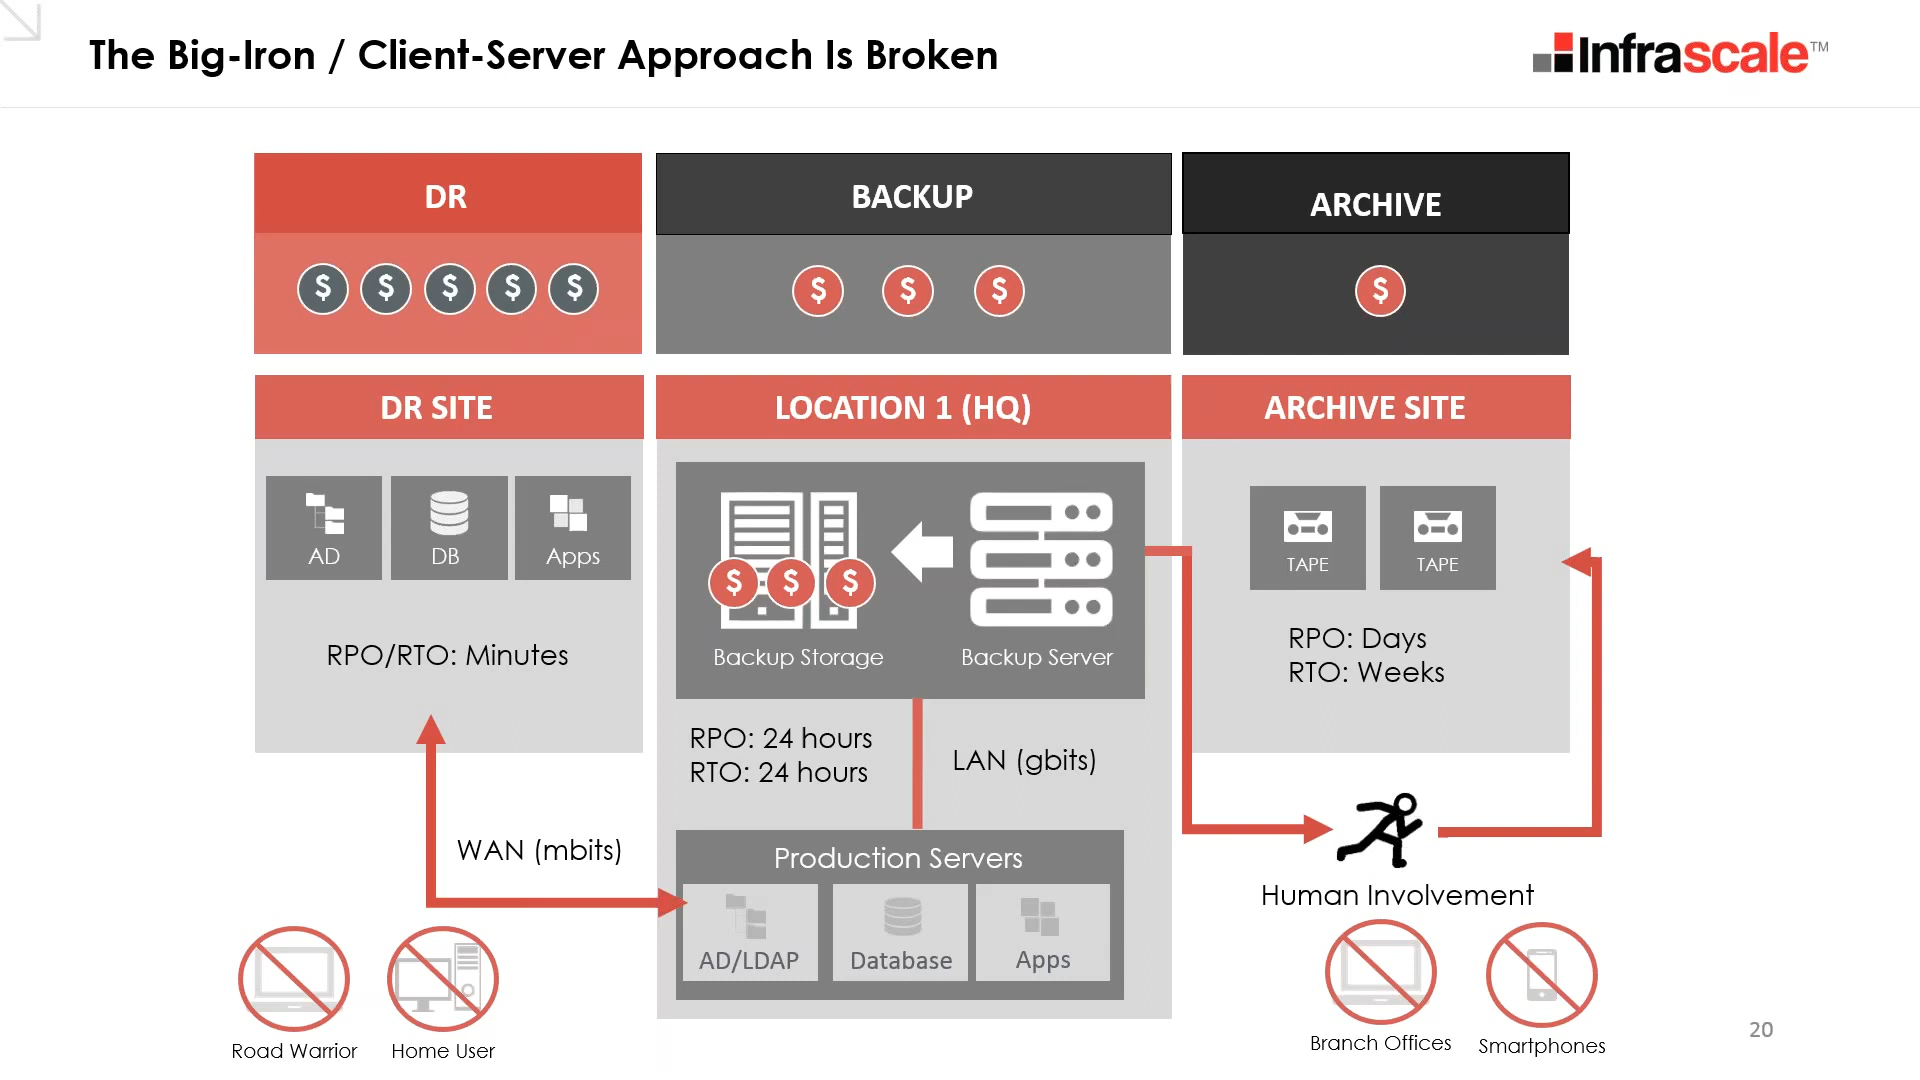 The Big-Iron / Client-Server Approach Is Broken
Infrascale™
DR
BACKUP
ARCHIVE
$ $ $ $ $
$ $ $
$
DR SITE
LOCATION 1 (HQ)
ARCHIVE SITE
AD
DB
Apps
RPO/RTO: Minutes
$ $ $
Backup Storage
Backup Server
TAPE
TAPE
RPO: Days
RTO: Weeks
RPO: 24 hours
RTO: 24 hours
LAN (gbits)
WAN (mbits)
Production Servers
AD/LDAP
Database
Apps
Human Involvement
Road Warrior
Home User
Branch Offices
Smartphones
20